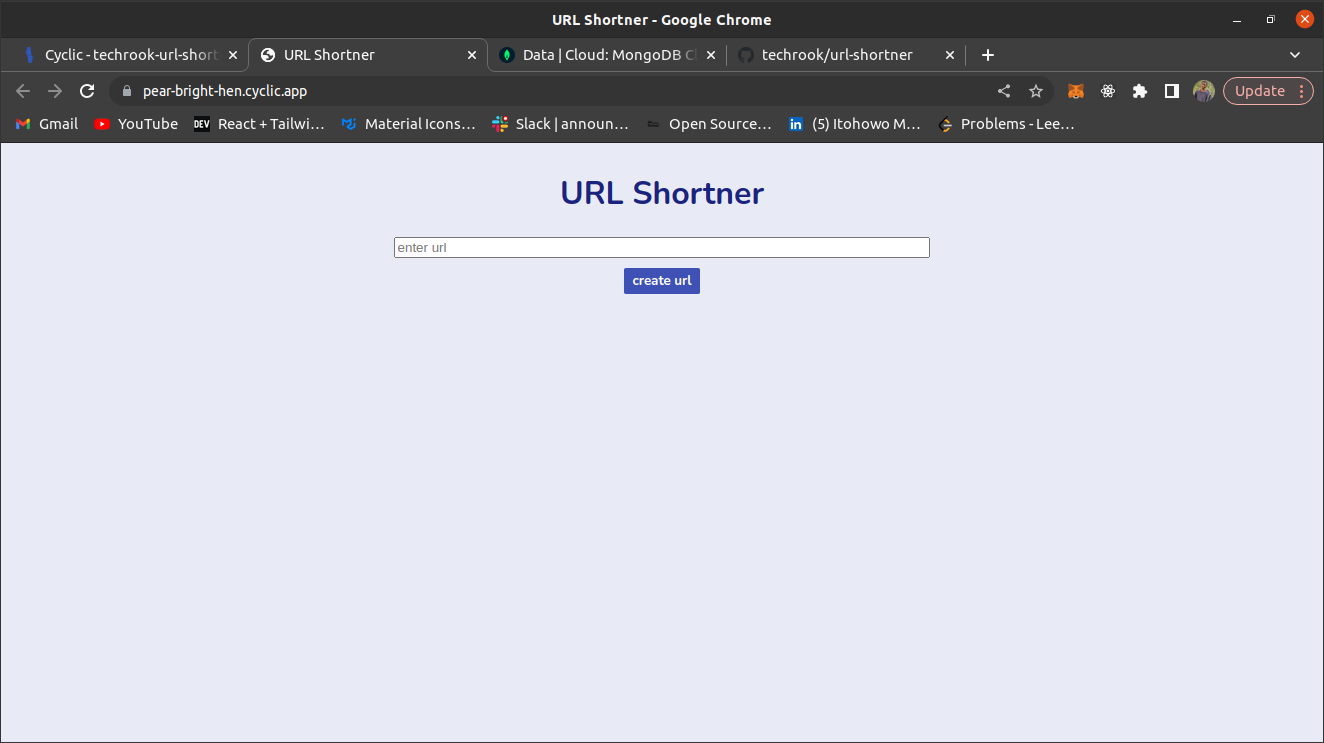 URL Shortner - Google Chrome
Cyclic - techrook-url-short
URL Shortner
Data | Cloud: MongoDB Cl
techrook/url-shortner
pear-bright-hen.cyclic.app
Update
Gmail
YouTube
DEV React + Tailwi...
Material Icons...
Slack | announ...
Open Source...
in (5) Itohowo M...
Problems - Lee...
URL Shortner
enter url
create url